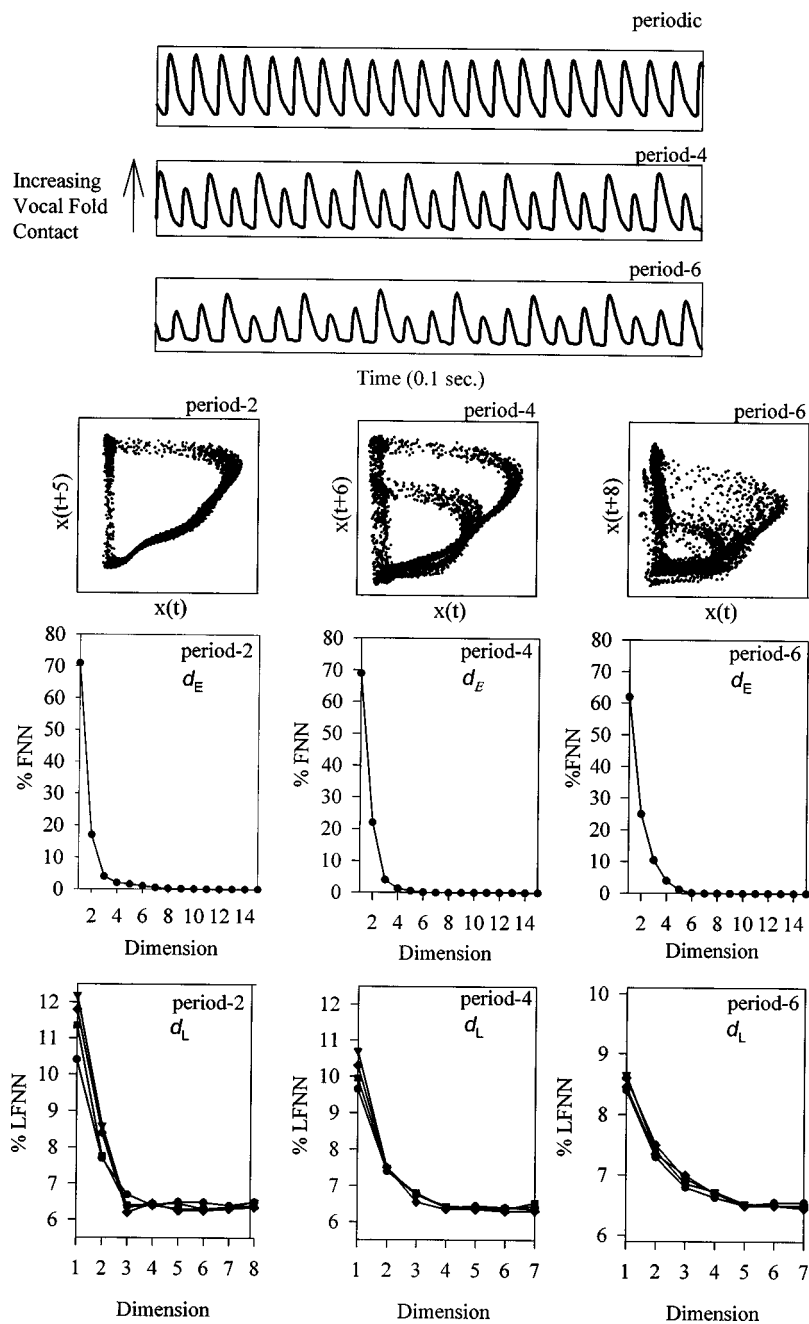 periodic
period-4
Increasing
Vocal Fold
Contact
period-6
Time (0.1 sec.)
period-2
period-4
period-6
x(t+5)
x(t+6)
x(t+8)
x(t)
x(t)
x(t)
80
70
60
50
40
30
20
10
0
% FNN
period-2
d_E
2 4 6 8 10 12 14
Dimension
80
70
60
50
40
30
20
10
0
% FNN
period-4
d_E
2 4 6 8 10 12 14
Dimension
80
70
60
50
40
30
20
10
0
%FNN
period-6
d_E
2 4 6 8 10 12 14
Dimension
12
11
10
9
8
7
6
% LFNN
period-2
d_L
1 2 3 4 5 6 7 8
Dimension
12
11
10
9
8
7
6
% LFNN
period-4
d_L
1 2 3 4 5 6 7
Dimension
10
9
8
7
6
% LFNN
period-6
d_L
1 2 3 4 5 6 7
Dimension